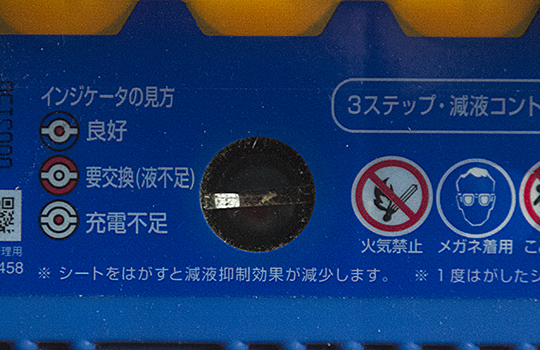 インジケータの見方
良好
要交換(液不足)
充電不足
3ステップ・減液コント
火気禁止
メガネ着用
こ
理用
458
※ シートをはがすと減液抑制効果が減少します。
※ 1度はがしたシ